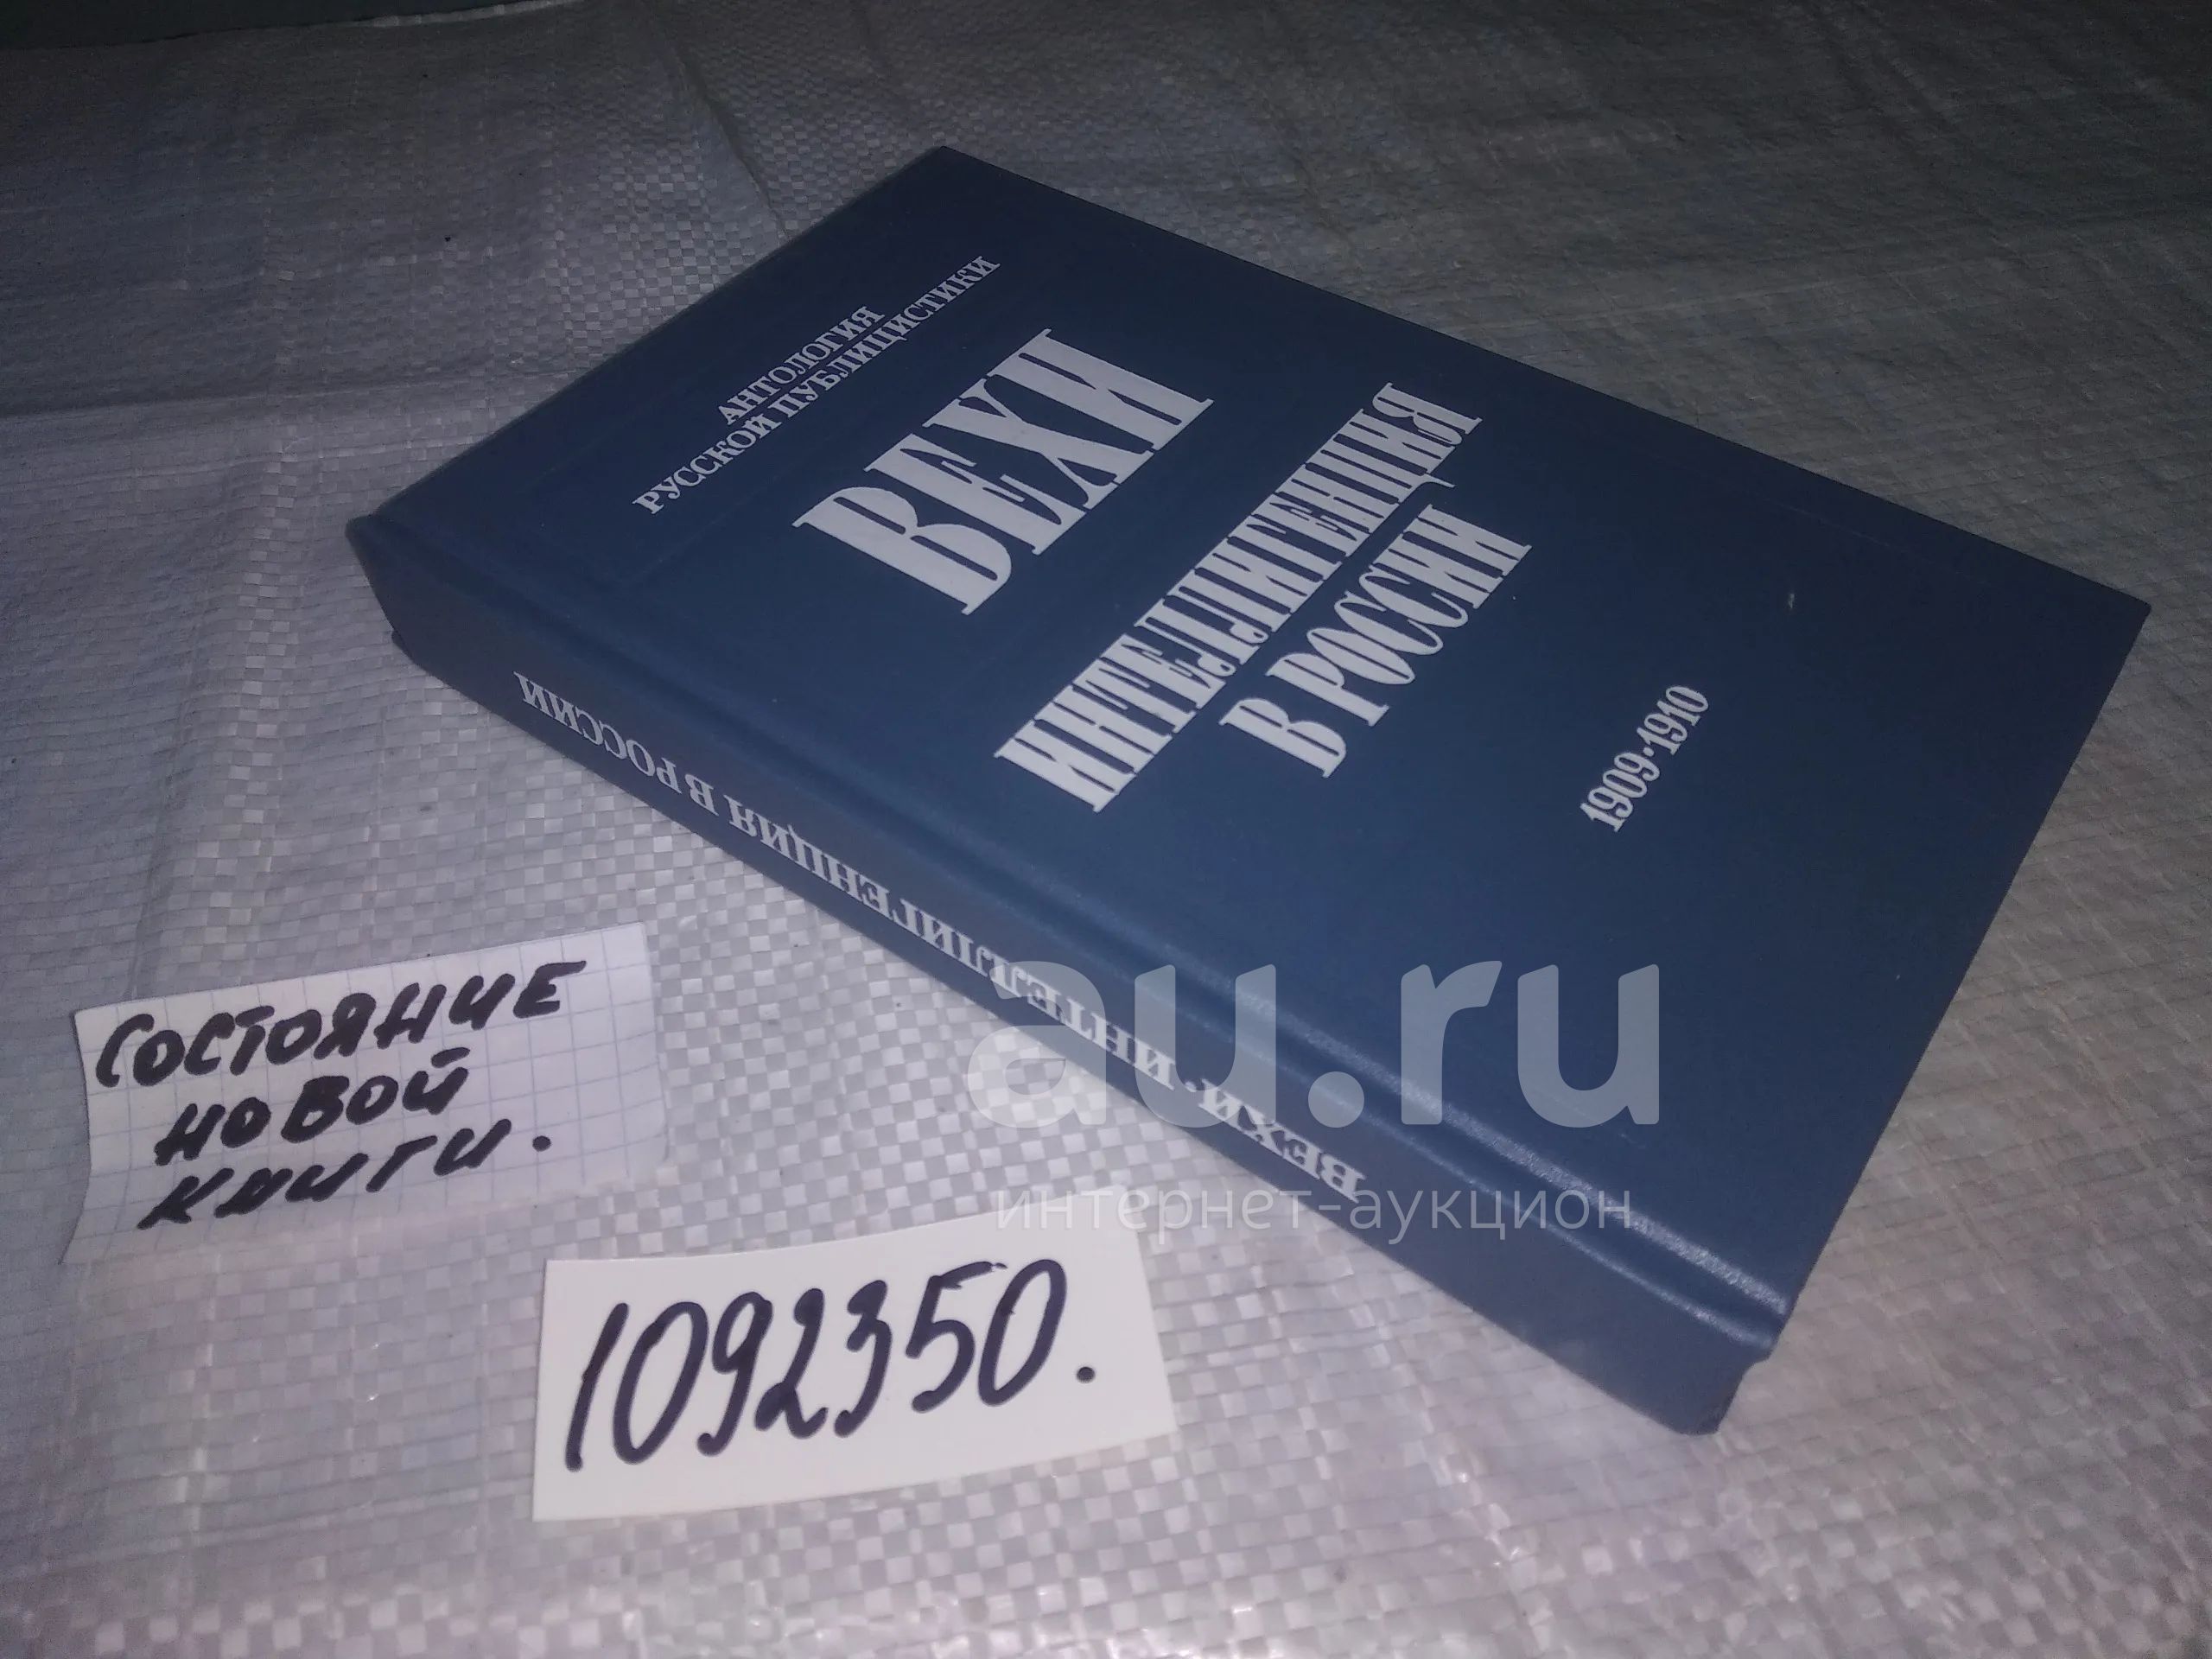 АНТОЛОГИЯ
РУССКОЙ ПУБЛИЦИСТИКИ
ВЕХИ
ИНТЕЛЛИГЕНЦИЯ
В РОССИИ
1909·1910
ВЕХИ. ИНТЕЛЛИГЕНЦИЯ В РОССИИ
СОСТОЯНИЕ
НОВОЙ
КНИГИ.
1092350.
au.ru
интернет-аукцион